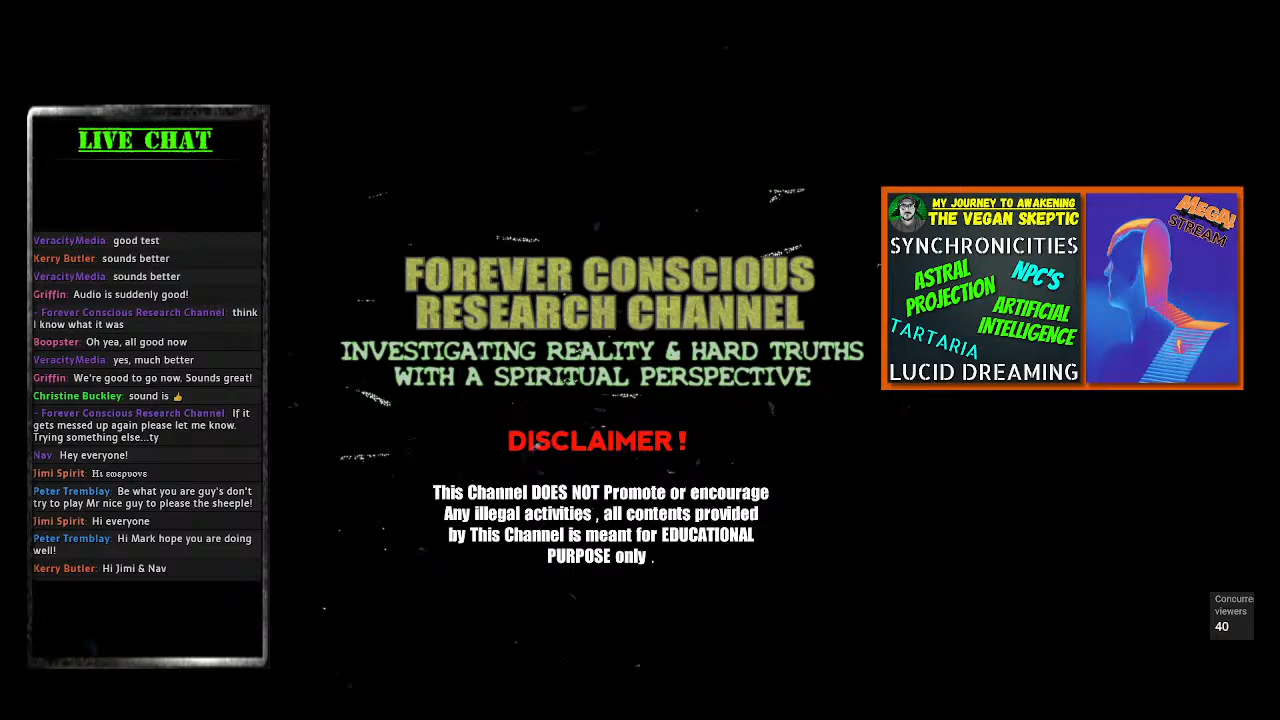 LIVE CHAT
VeracityMedia: good test
Kerry Butler: sounds better
VeracityMedia: sounds better
Griffin: Audio is suddenly good!
- Forever Conscious Research Channel think
I know what it was
Boopster: Oh yea, all good now
VeracityMedia: yes, much better
Griffin: We're good to go now. Sounds great!
Christine Buckley: sound is 👍
- Forever Conscious Research Channel If it
gets messed up again please let me know.
Trying something else...ty
Nav: Hey everyone!
Jimi Spirit: Ηι εωερνονε
Peter Tremblay: Be what you are guy's don't
try to play Mr nice guy to please the sheeple!
Jimi Spirit: Hi everyone
Peter Tremblay: Hi Mark hope you are doing
well!
Kerry Butler: Hi Jimi & Nav
FOREVER CONSCIOUS
RESEARCH CHANNEL
INVESTIGATING REALITY & HARD TRUTHS
WITH A SPIRITUAL PERSPECTIVE
DISCLAIMER !
This Channel DOES NOT Promote or encourage
Any illegal activities , all contents provided
by This Channel is meant for EDUCATIONAL
PURPOSE only .
MY JOURNEY TO AWAKENING
THE VEGAN SKEPTIC
SYNCHRONICITIES
ASTRAL
PROJECTION
NPC'S
ARTIFICIAL
INTELLIGENCE
TARTARIA
LUCID DREAMING
MEGA!
STREAM
Concurre
viewers
40